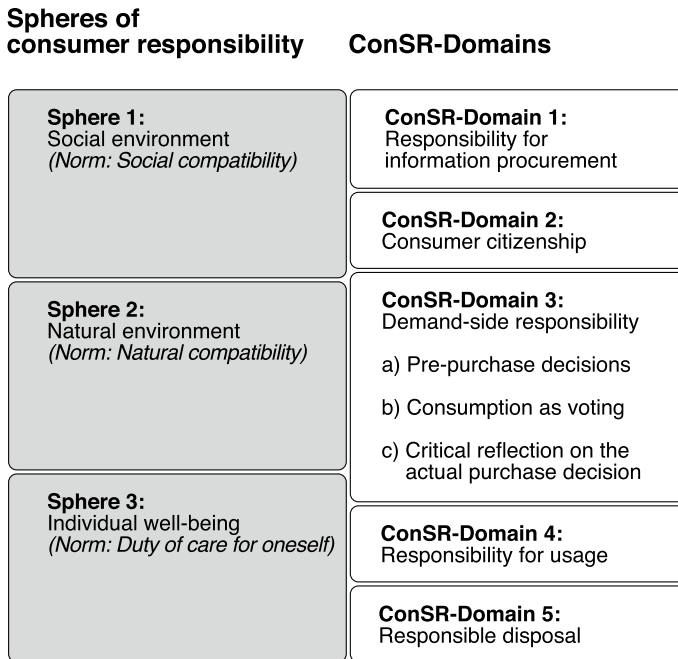 Spheres of
consumer responsibility
ConSR-Domains
Sphere 1:
Social environment
(Norm: Social compatibility)
Sphere 2:
Natural environment
(Norm: Natural compatibility)
Sphere 3:
Individual well-being
(Norm: Duty of care for oneself)
ConSR-Domain 1:
Responsibility for
information procurement
ConSR-Domain 2:
Consumer citizenship
ConSR-Domain 3:
Demand-side responsibility
a) Pre-purchase decisions
b) Consumption as voting
c) Critical reflection on the
actual purchase decision
ConSR-Domain 4:
Responsibility for usage
ConSR-Domain 5:
Responsible disposal